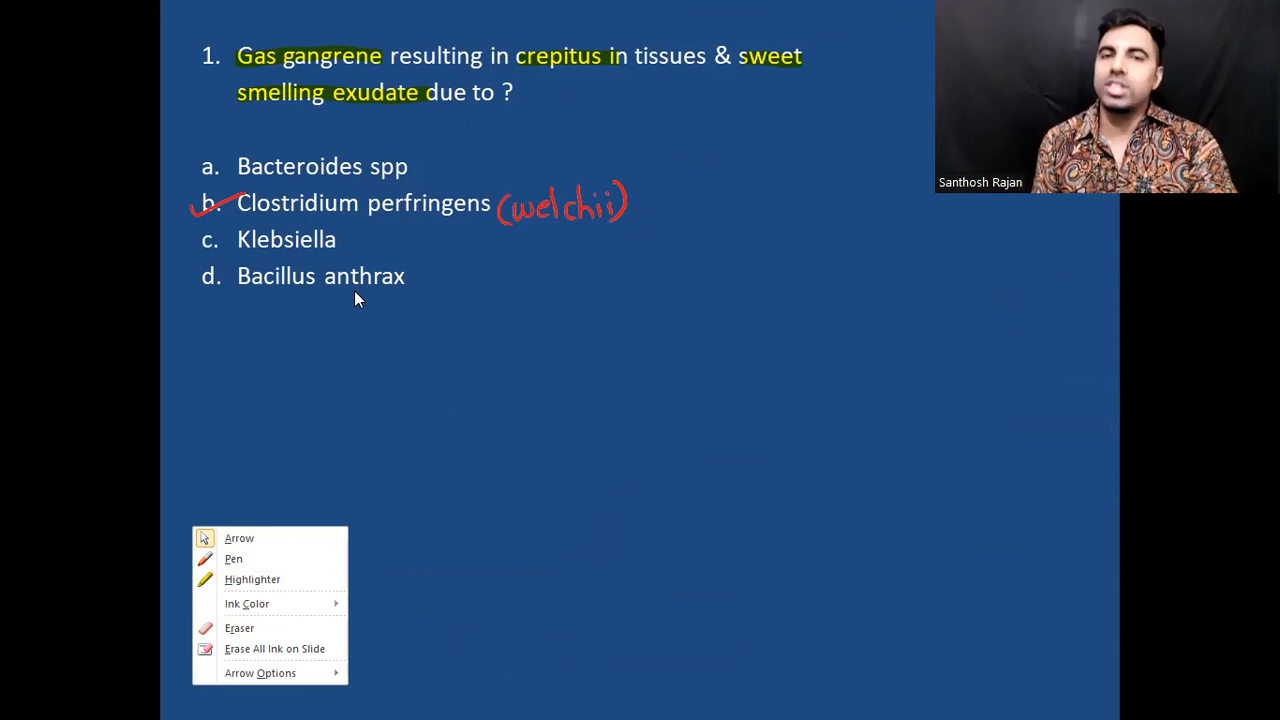 1. Gas gangrene resulting in crepitus in tissues & sweet
smelling exudate due to ?
a. Bacteroides spp
b. Clostridium perfringens (welchii)
c. Klebsiella
d. Bacillus anthrax
Santhosh Rajan
Arrow
Pen
Highlighter
Ink Color
Eraser
Erase All Ink on Slide
Arrow Options